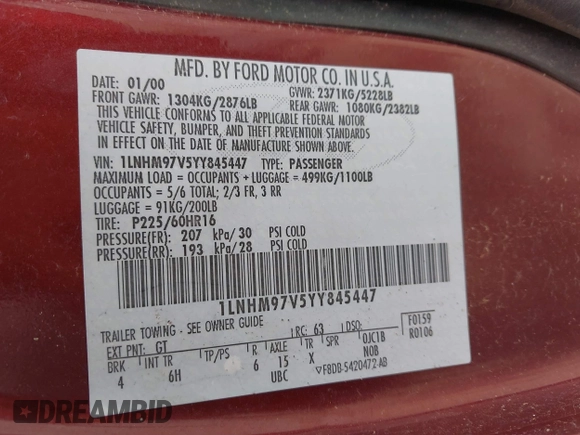 MFD. BY FORD MOTOR CO. IN U.S.A.
DATE: 01/00 GVWR: 2371KG/5228LB
FRONT GAWR: 1304KG/2876LB REAR GAWR: 1080KG/2382LB
THIS VEHICLE CONFORMS TO ALL APPLICABLE FEDERAL MOTOR
VEHICLE SAFETY, BUMPER, AND THEFT PREVENTION STANDARDS
IN EFFECT ON THE DATE OF MANUFACTURE SHOWN ABOVE.
VIN: 1LNHM97V5YY845447 TYPE: PASSENGER
MAXIMUM LOAD = OCCUPANTS + LUGGAGE = 499KG/1100LB
OCCUPANTS = 5/6 TOTAL; 2/3 FR, 3 RR
LUGGAGE = 91KG/200LB
TIRE: P225/60HR16
PRESSURE(FR): 207 kPa/30 PSI COLD
PRESSURE(RR): 193 kPa/28 PSI COLD
1LNHM97V5YY845447
TRAILER TOWING - SEE OWNER GUIDE
EXT PNT: GT RC: 63 DSO: F0159
BRK INT TR TP/PS R AXLE TR SPR 0JC1B R0106
4 6H 6 15 X N0B
UBC F8DB-5420472-AB
DREAMBID